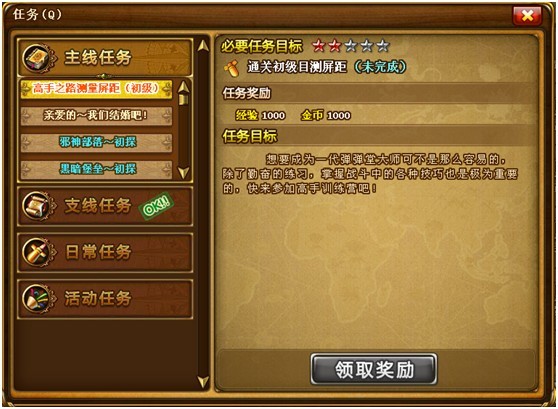 任务(Q)
主线任务
高手之路测量屏距（初级）
亲爱的～我们结婚吧！
邪神部落～初探
黑暗堡垒～初探
支线任务 OK!!
日常任务
活动任务
必要任务目标
通关初级目测屏距（未完成）
任务奖励
经验 1000 金币 1000
任务目标
想要成为一代弹弹堂大师可不是那么容易的，
除了勤奋的练习，掌握战斗中的各种技巧也是极为重要
的，快来参加高手训练营吧！
领取奖励